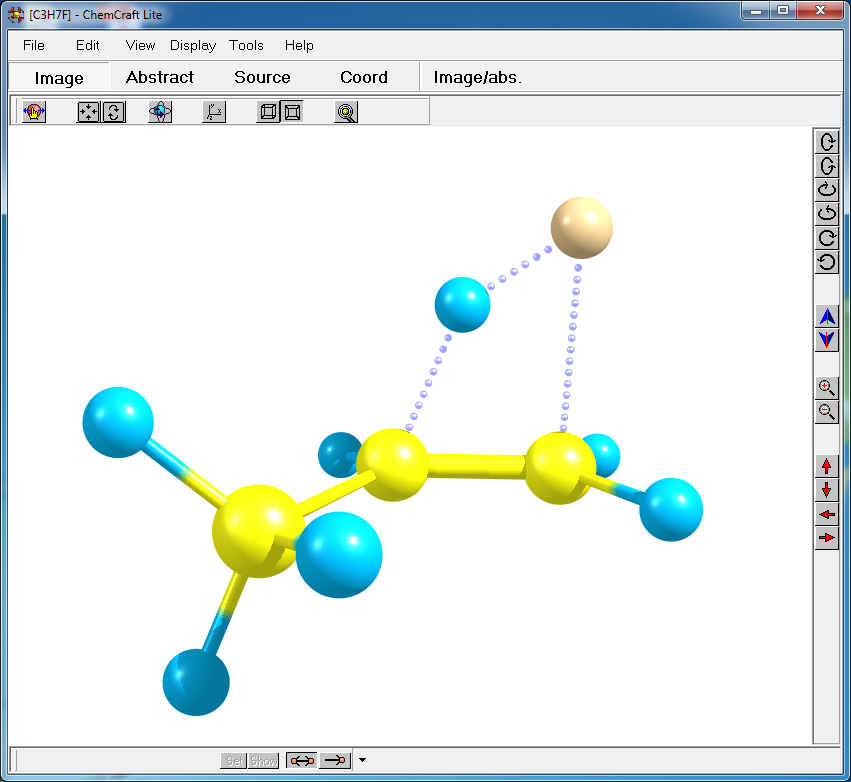 [C3H7F] - ChemCraft Lite
File Edit View Display Tools Help
Image Abstract Source Coord Image/abs.
Set Show